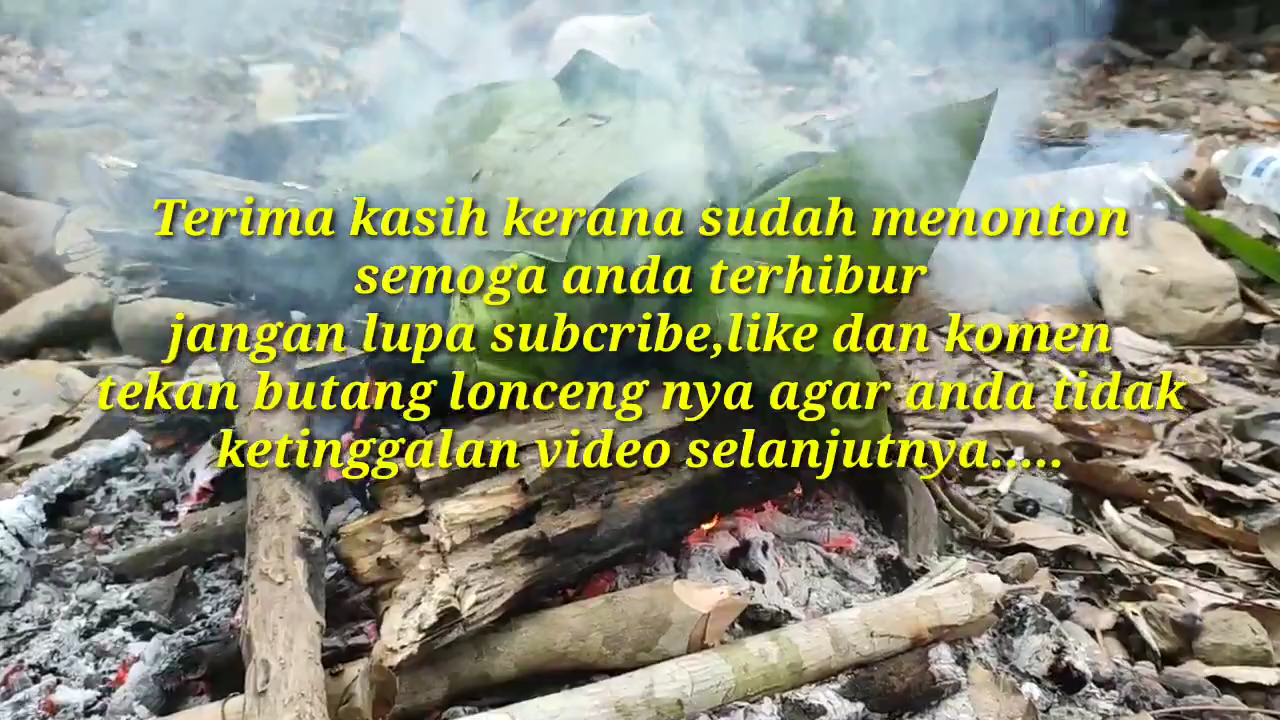 Terima kasih kerana sudah menonton
semoga anda terhibur
jangan lupa subcribe,like dan komen
tekan butang lonceng nya agar anda tidak
ketinggalan video selanjutnya.....